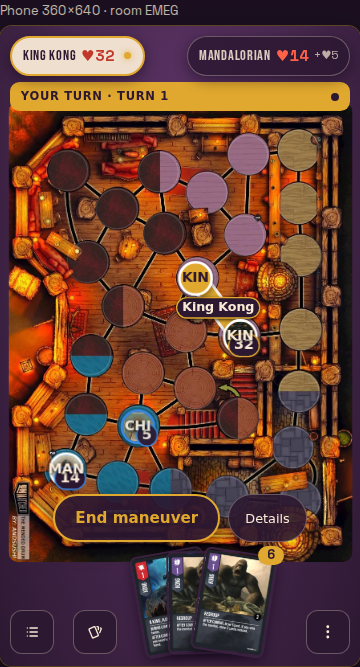 Phone 360×640 · room EMEG
KING KONG ♥32
MANDALORIAN ♥14 +♥5
YOUR TURN · TURN 1
KIN
King Kong
KIN
32
CHI
5
MAN
14
End maneuver
Details
6